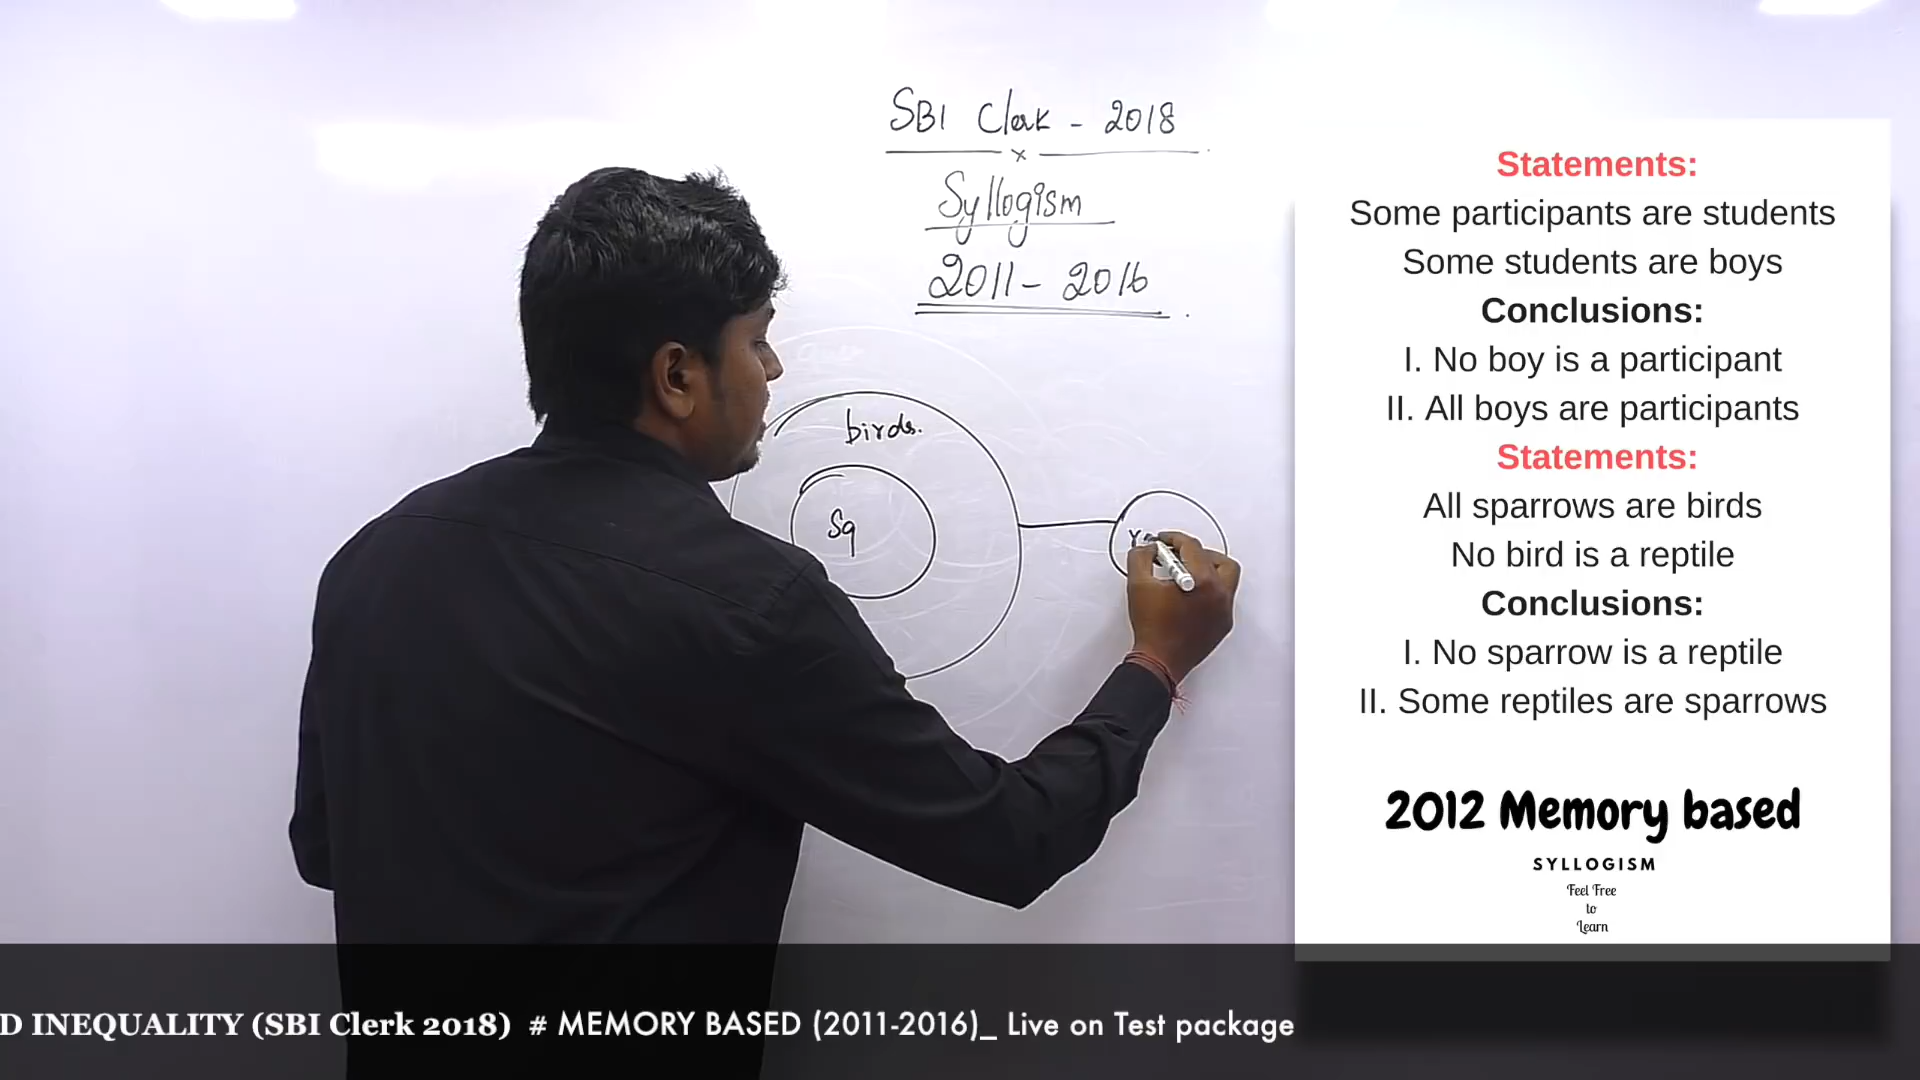 SBI Clerk - 2018
x
Syllogism
2011 - 2016
birds.
Sq
Statements:
Some participants are students
Some students are boys
Conclusions:
I. No boy is a participant
II. All boys are participants
Statements:
All sparrows are birds
No bird is a reptile
Conclusions:
I. No sparrow is a reptile
II. Some reptiles are sparrows
2012 Memory based
SYLLOGISM
Feel Free
to
Learn
D INEQUALITY (SBI Clerk 2018) # MEMORY BASED (2011-2016)_ Live on Test package